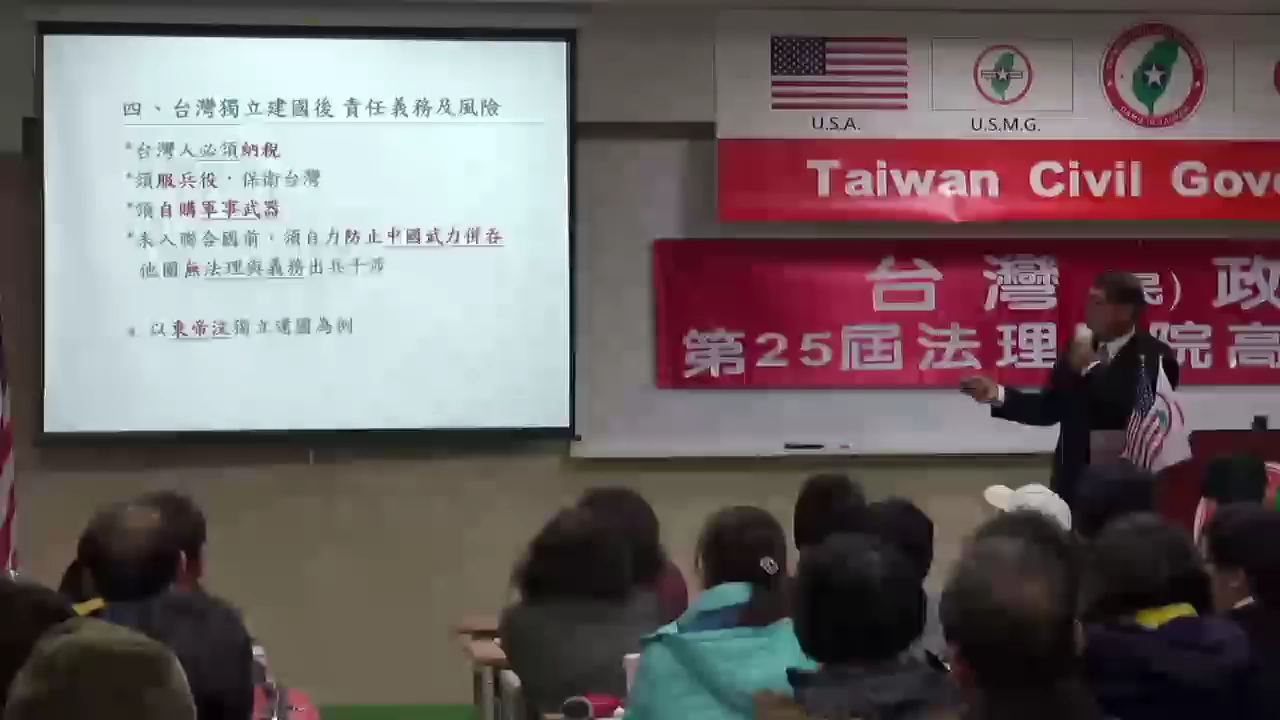 四、台灣獨立建國後 責任義務及風險
*台灣人必須納稅
*須服兵役，保衛台灣
*須自購軍事武器
*未入聯合國前，須自力防止中國武力併吞
他國無法理與義務出兵干涉
* 以東帝汶獨立建國為例
U.S.A.
U.S.M.G.
Taiwan Civil Gove
台灣 民) 政
第25屆法理 院高